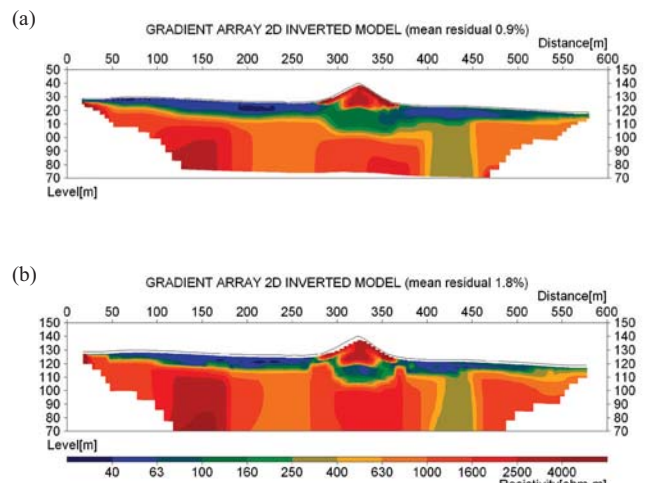 (a)
GRADIENT ARRAY 2D INVERTED MODEL (mean residual 0.9%)
Distance[m]
0 50 100 150 200 250 300 350 400 450 500 550 600
50 150
40 140
30 130
20 120
10 110
00 100
90 90
80 80
70 70
Level[m]
(b)
GRADIENT ARRAY 2D INVERTED MODEL (mean residual 1.8%)
Distance[m]
0 50 100 150 200 250 300 350 400 450 500 550 600
150 150
140 140
130 130
120 120
110 110
100 100
90 90
80 80
70 70
Level[m]
40 63 100 160 250 400 630 1000 1600 2500 4000
Resistivity[ohm-m]